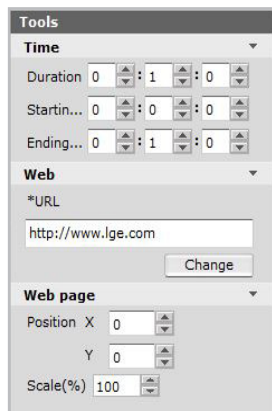 Tools
Time
Duration 0 : 1 : 0
Startin... 0 : 0 : 0
Ending... 0 : 1 : 0
Web
*URL
http://www.lge.com
Change
Web page
Position X 0
Y 0
Scale(%) 100